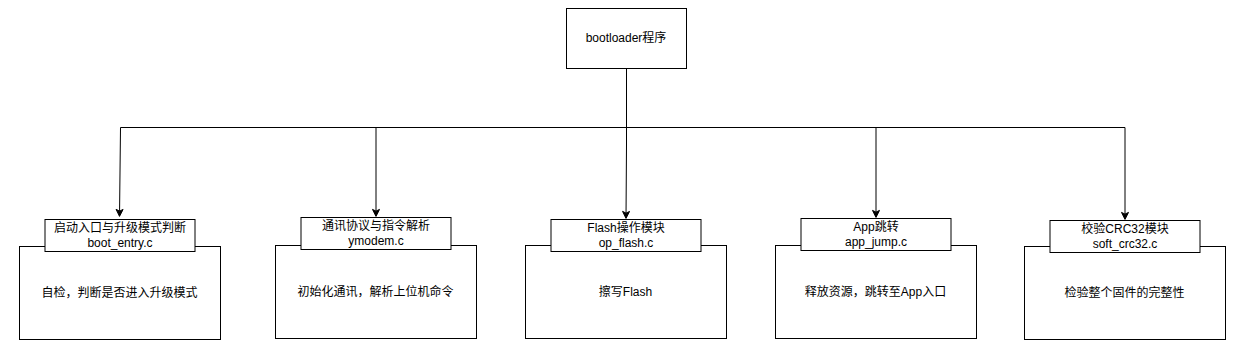 bootloader程序
启动入口与升级模式判断
boot_entry.c
自检，判断是否进入升级模式
通讯协议与指令解析
ymodem.c
初始化通讯，解析上位机命令
Flash操作模块
op_flash.c
擦写Flash
App跳转
app_jump.c
释放资源，跳转至App入口
校验CRC32模块
soft_crc32.c
检验整个固件的完整性